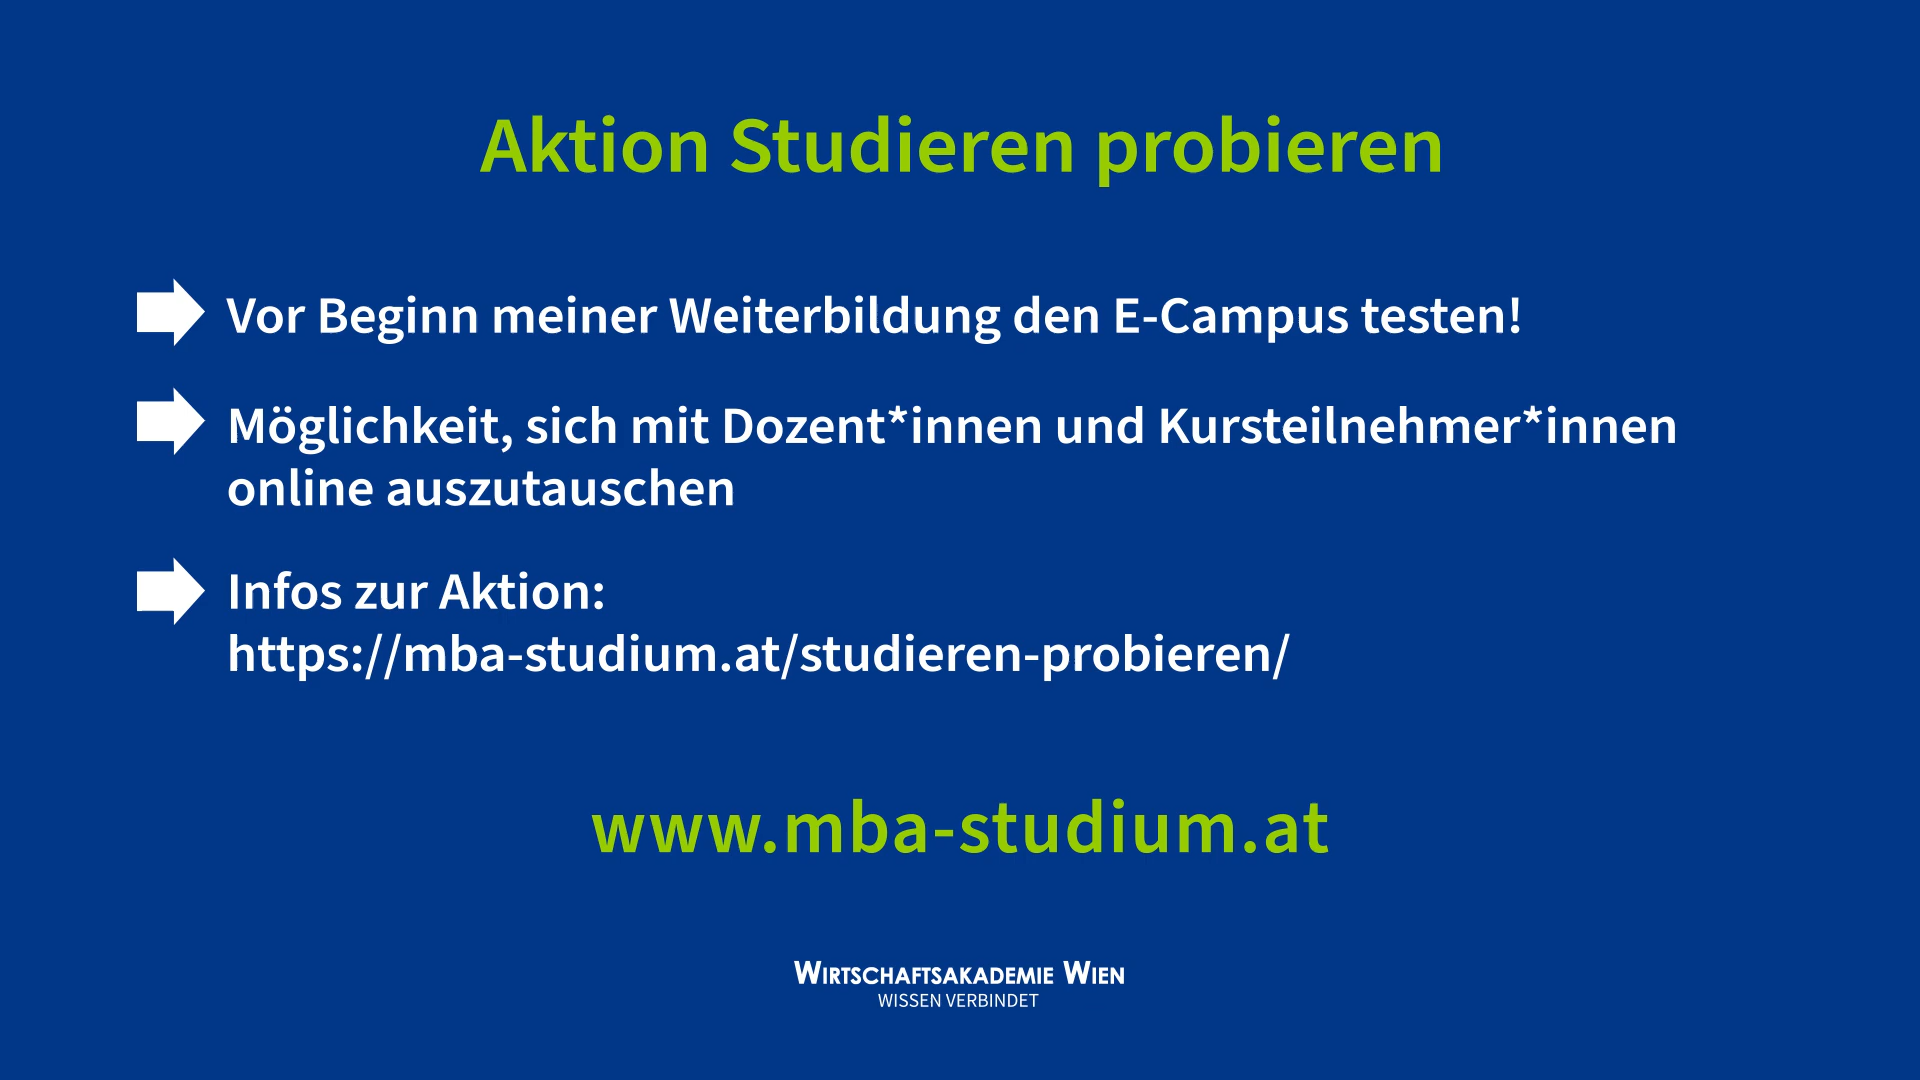 Aktion Studieren probieren
Vor Beginn meiner Weiterbildung den E-Campus testen!
Möglichkeit, sich mit Dozent*innen und Kursteilnehmer*innen
online auszutauschen
Infos zur Aktion:
https://mba-studium.at/studieren-probieren/
www.mba-studium.at
WIRTSCHAFTSAKADEMIE WIEN
WISSEN VERBINDET